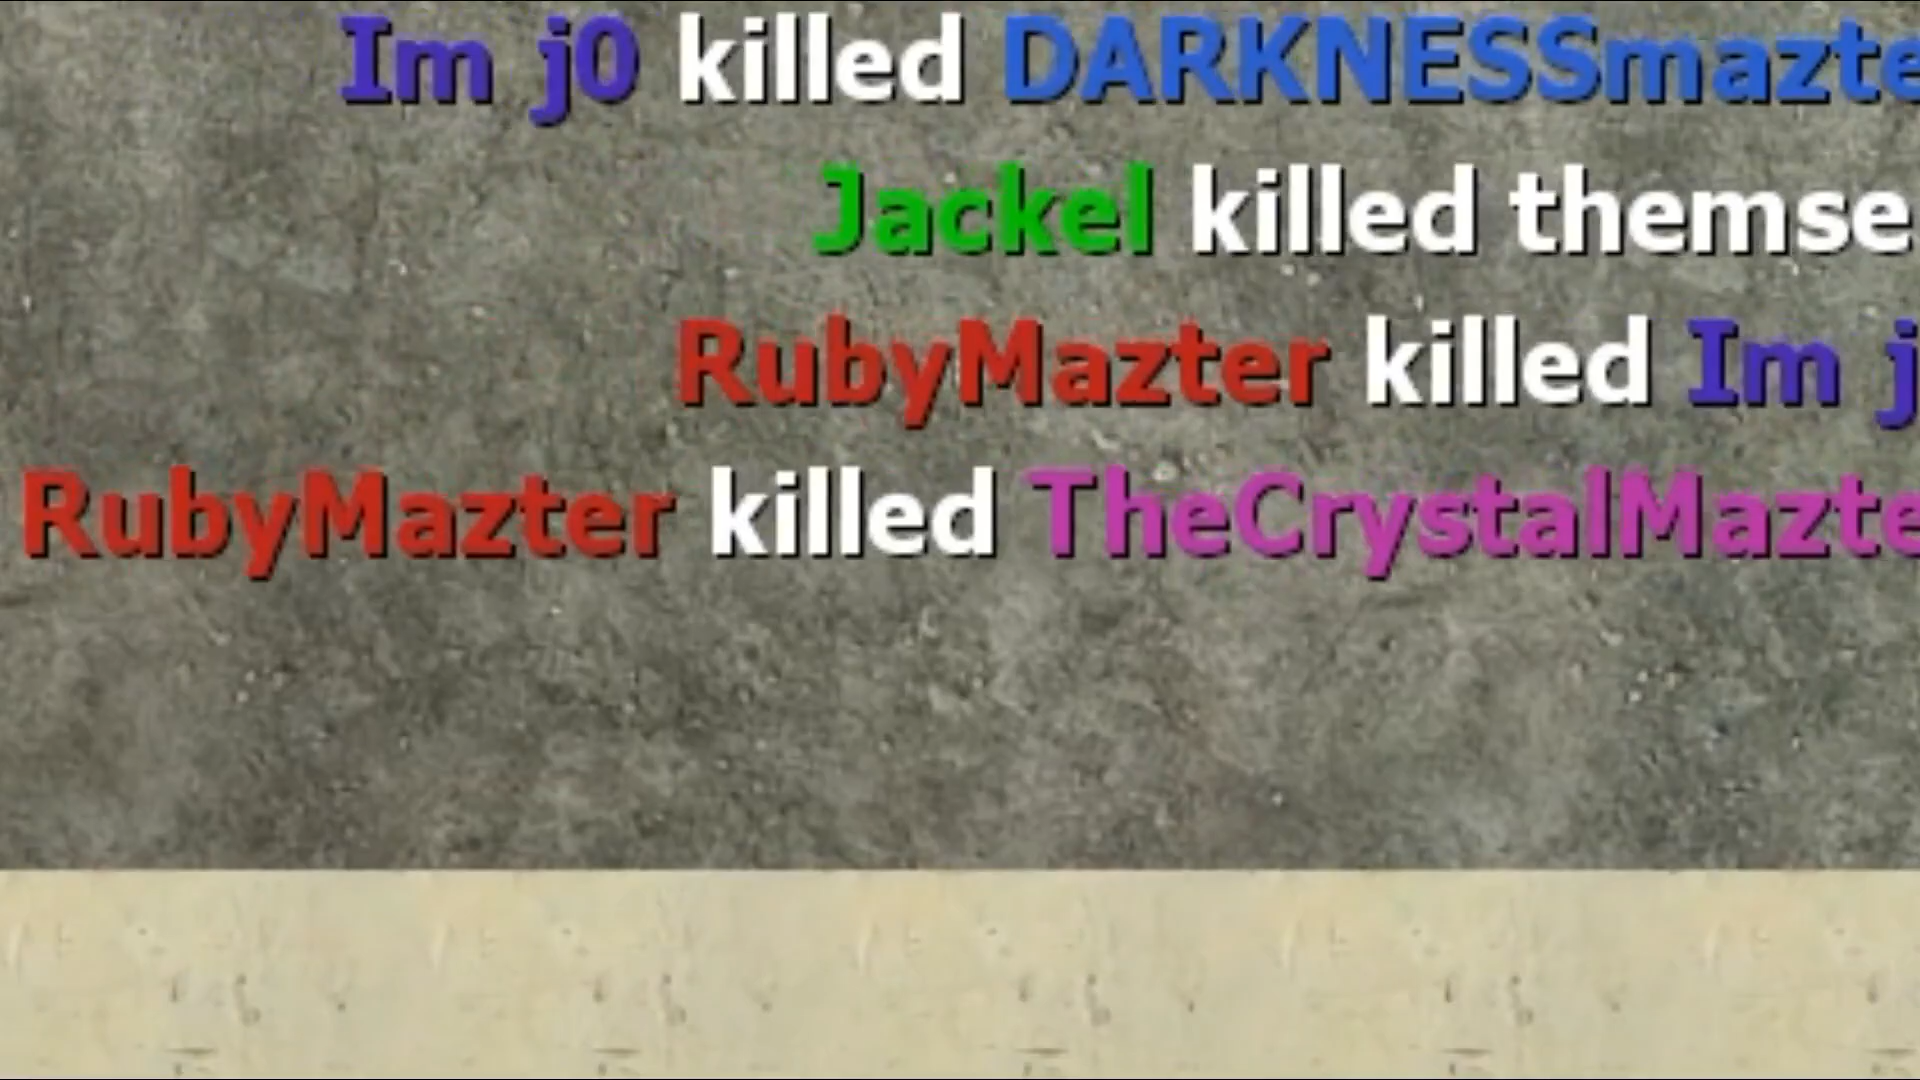 Im j0 killed DARKNESSmazte
Jackel killed themse
RubyMazter killed Im j
RubyMazter killed TheCrystalMazte